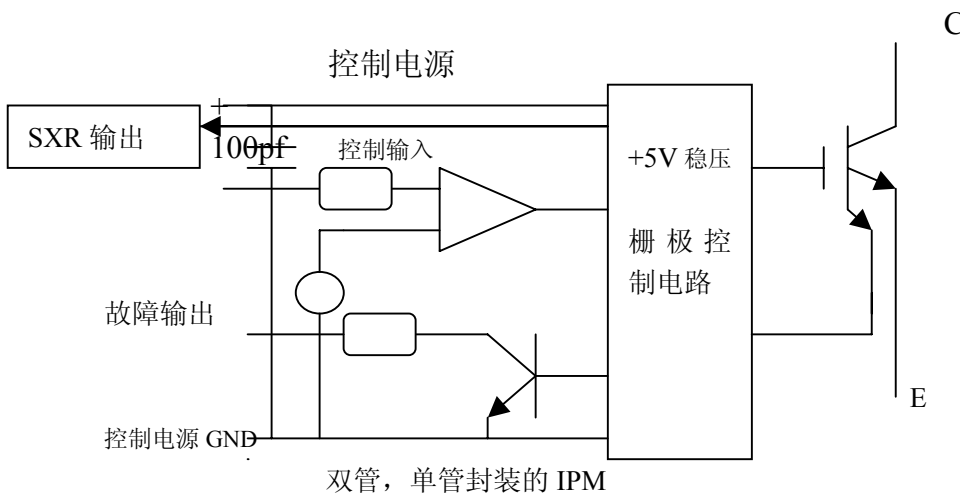 C
控制电源
+
SXR 输出
100pf
控制输入
+5V 稳压
栅极控
制电路
故障输出
E
控制电源 GND
双管，单管封装的 IPM